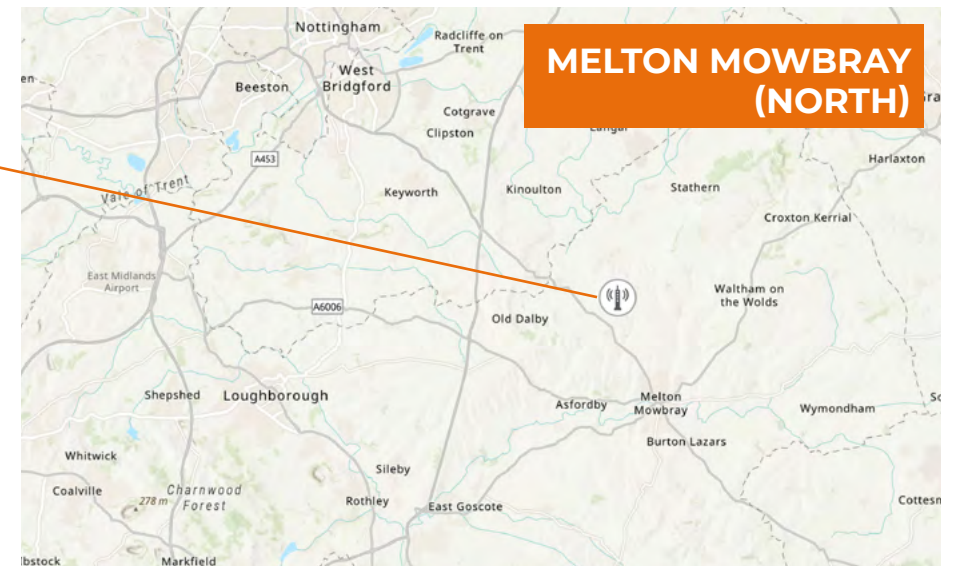 Nottingham
Radcliffe on
Trent
MELTON MOWBRAY
(NORTH)
West
Bridgford
Beeston
Cotgrave
Clipston
A453
Harlaxton
Vale of Trent
Keyworth
Kinoulton
Stathern
Croxton Kerrial
East Midlands
Airport
Waltham on
the Wolds
A6006
Old Dalby
Shepshed
Loughborough
Melton
Mowbray
Asfordby
Wymondham
Burton Lazars
Whitwick
Sileby
Coalville
278 m
Charnwood
Forest
Rothley
East Goscote
Markfield